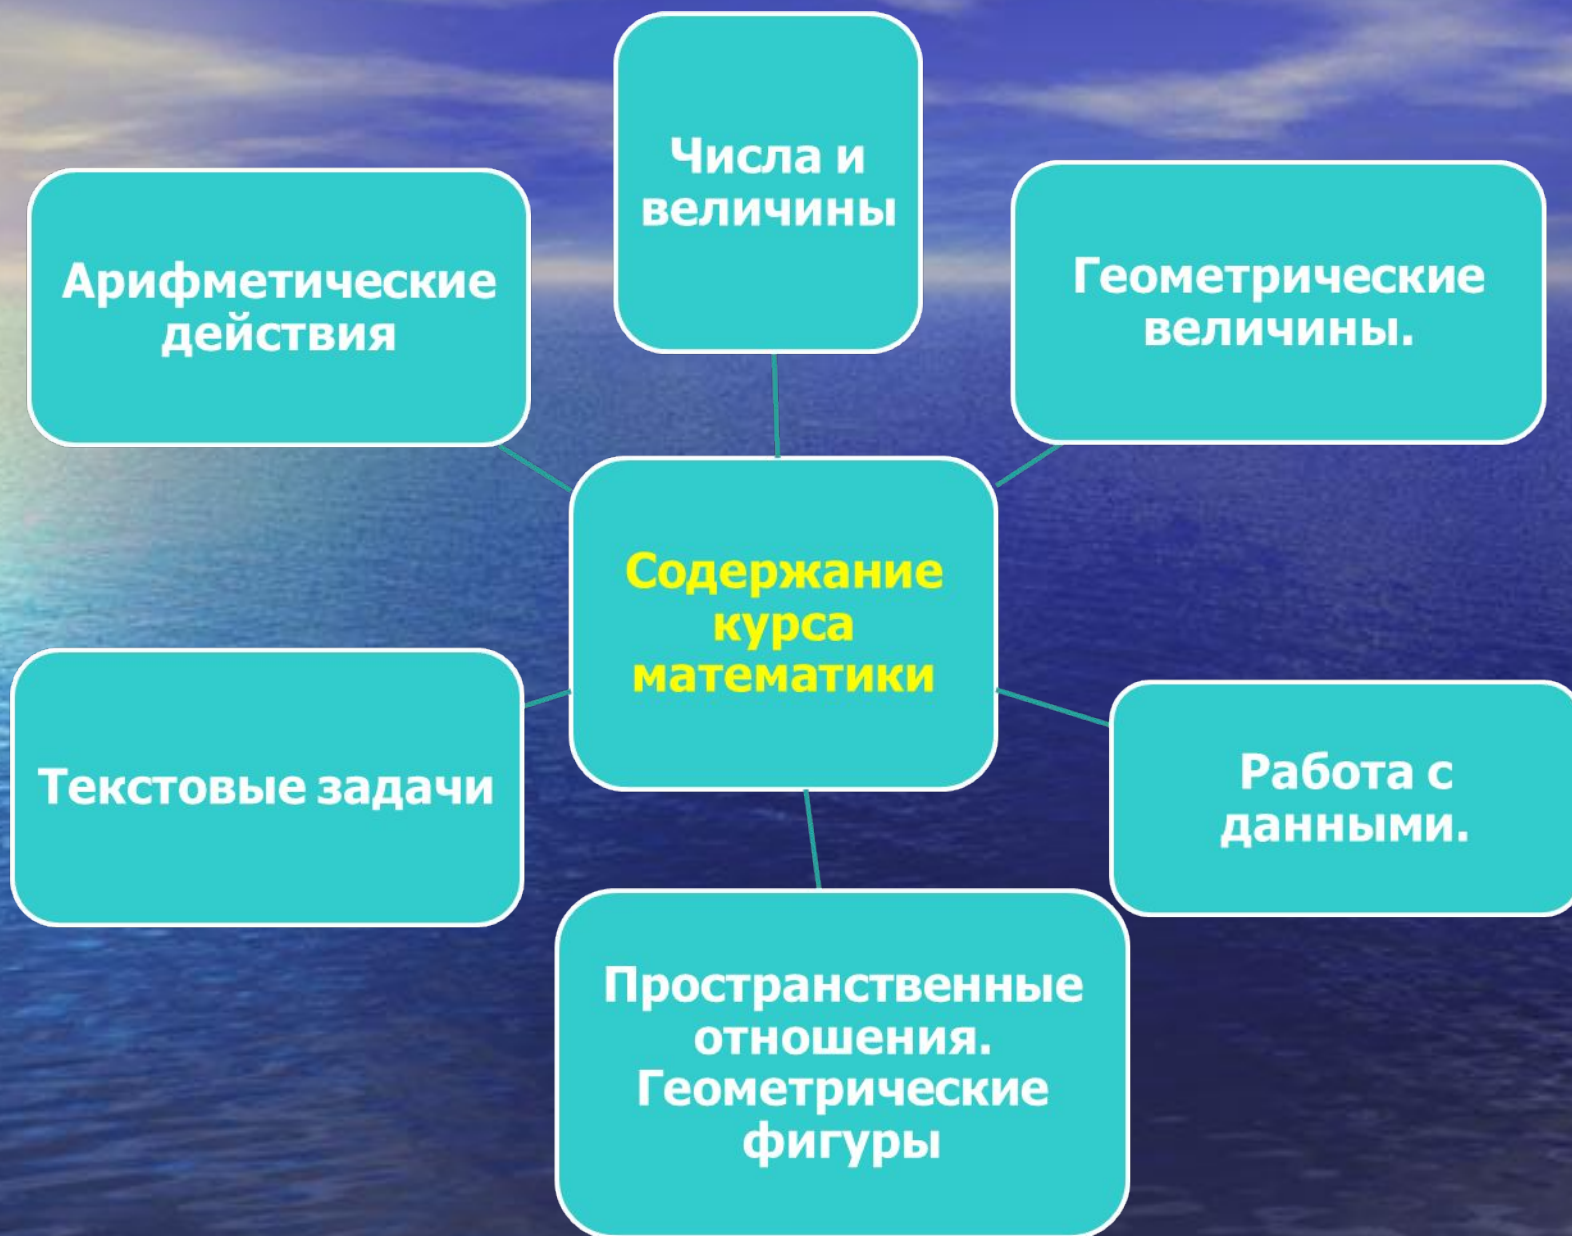 Числа и
величины
Арифметические
действия
Геометрические
величины.
Содержание
курса
математики
Текстовые задачи
Работа с
данными.
Пространственные
отношения.
Геометрические
фигуры